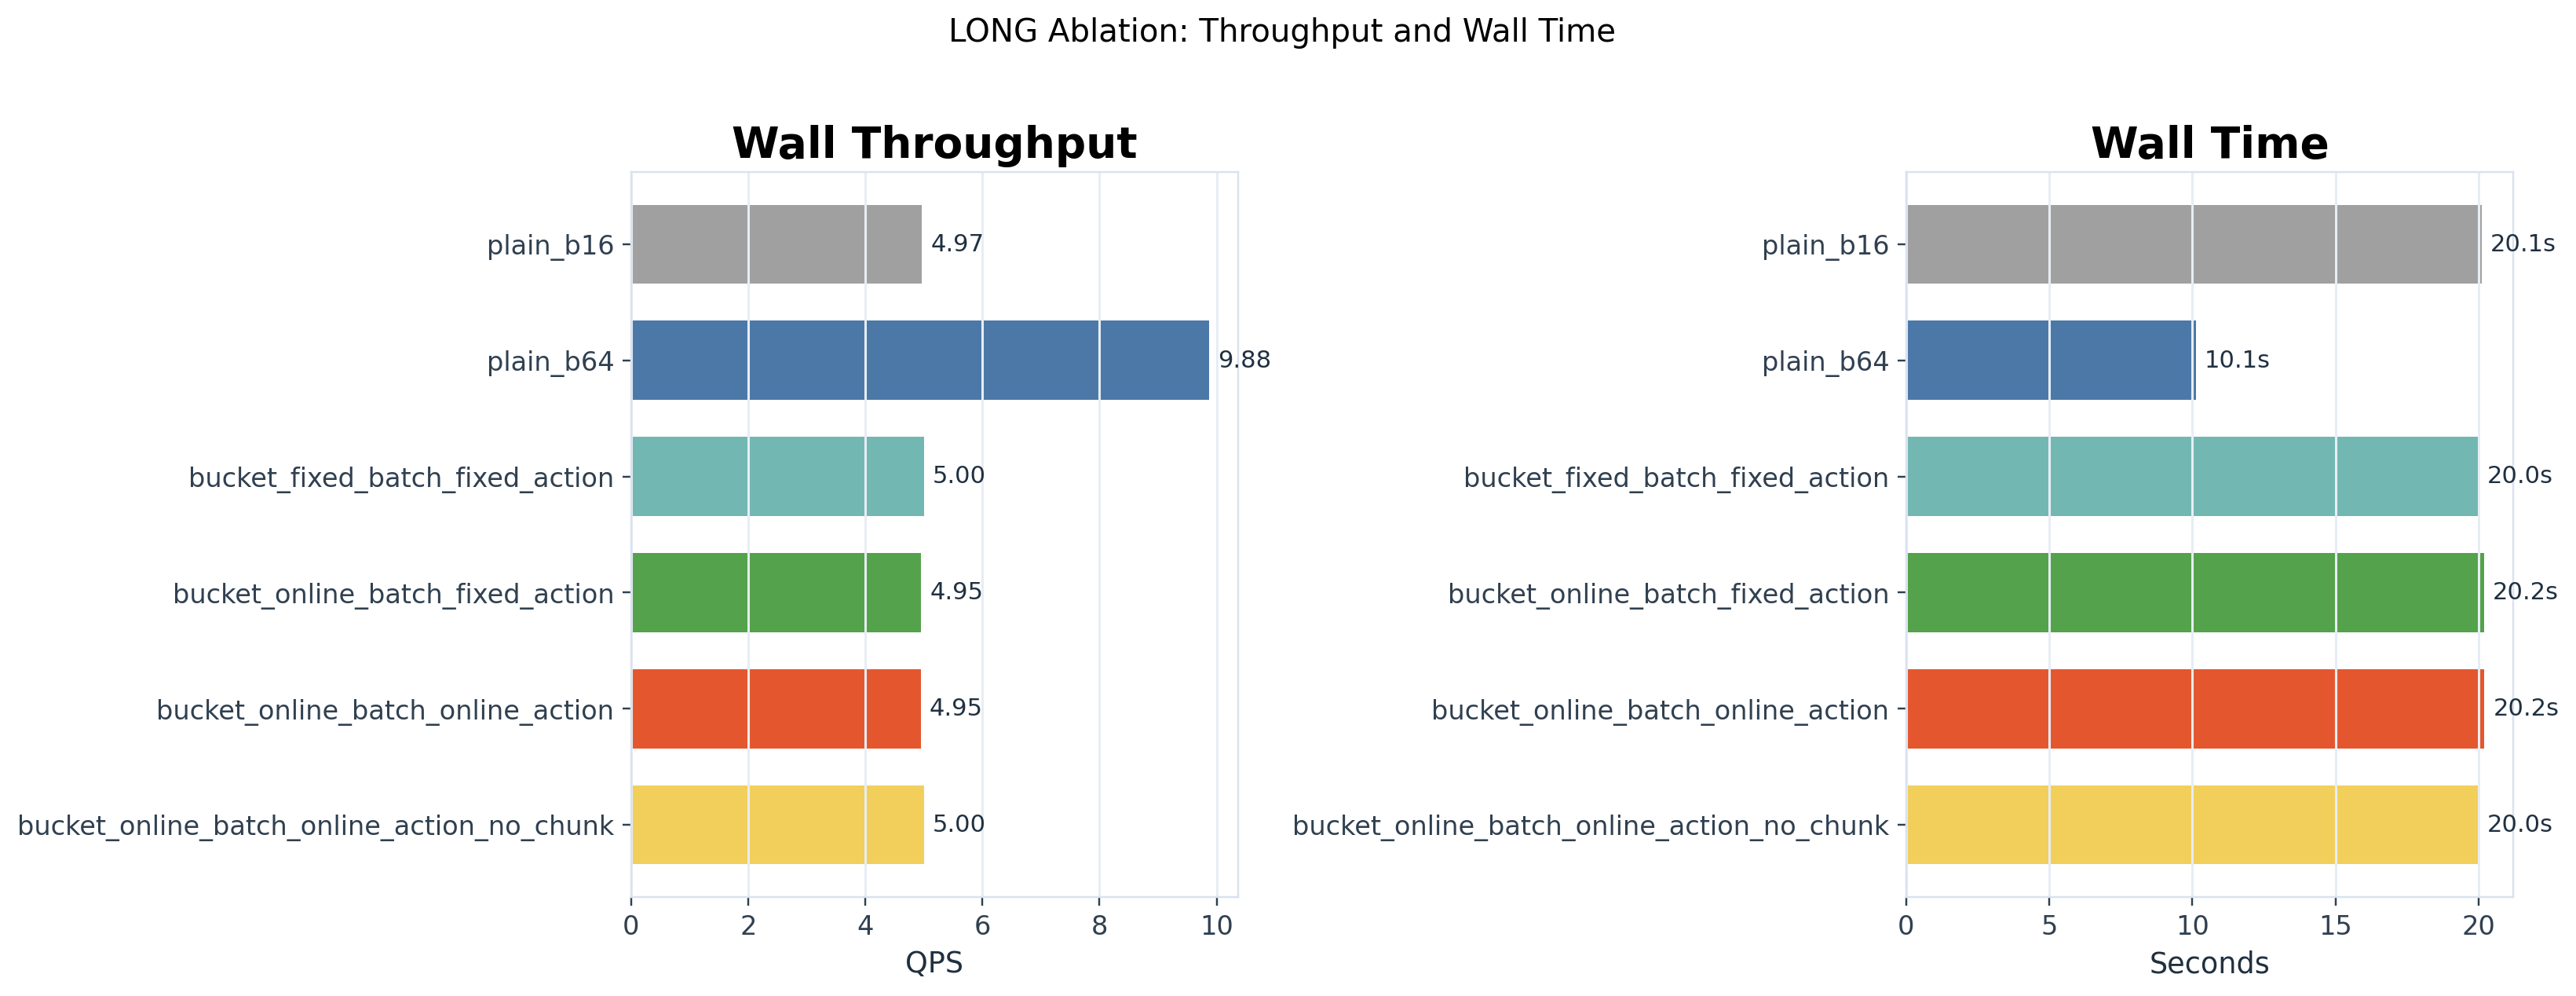 LONG Ablation: Throughput and Wall Time
Wall Throughput
plain_b16
4.97
plain_b64
9.88
bucket_fixed_batch_fixed_action
5.00
bucket_online_batch_fixed_action
4.95
bucket_online_batch_online_action
4.95
bucket_online_batch_online_action_no_chunk
5.00
0 2 4 6 8 10
QPS
Wall Time
plain_b16
20.1s
plain_b64
10.1s
bucket_fixed_batch_fixed_action
20.0s
bucket_online_batch_fixed_action
20.2s
bucket_online_batch_online_action
20.2s
bucket_online_batch_online_action_no_chunk
20.0s
0 5 10 15 20
Seconds